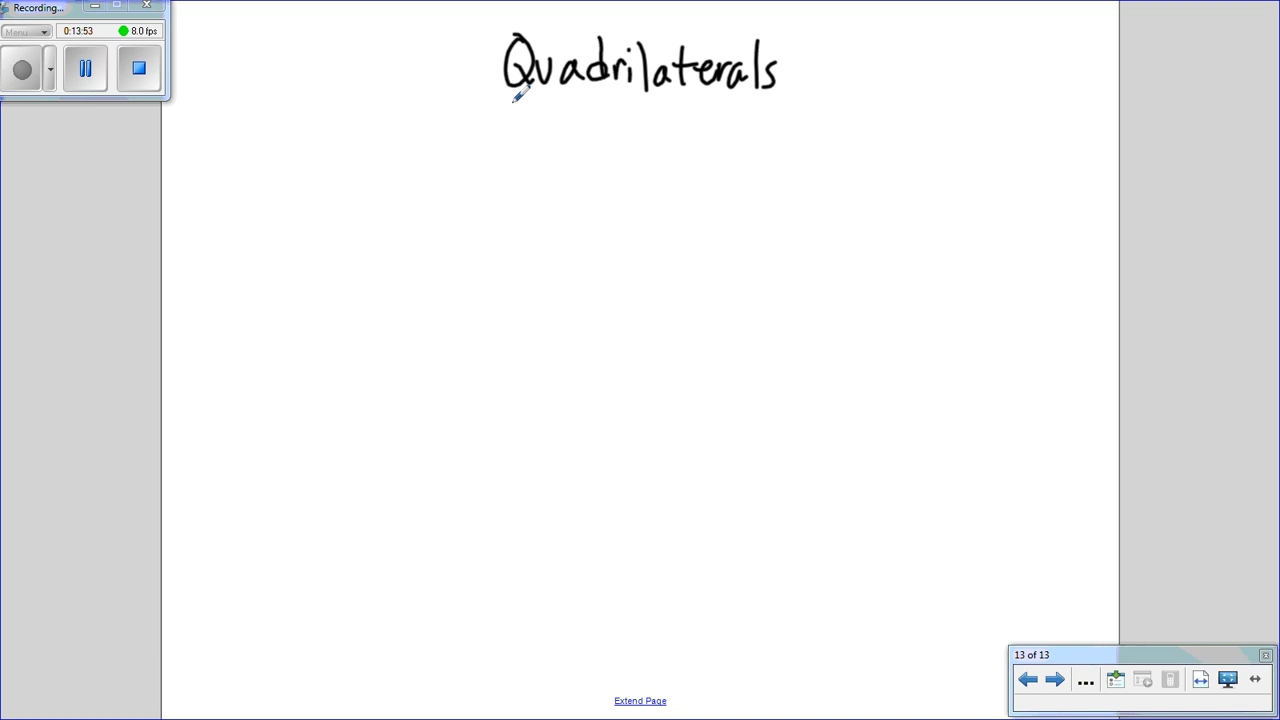 Recording...
Menu
0:13:53
8.0 fps
Quadrilaterals
13 of 13
...
Extend Page